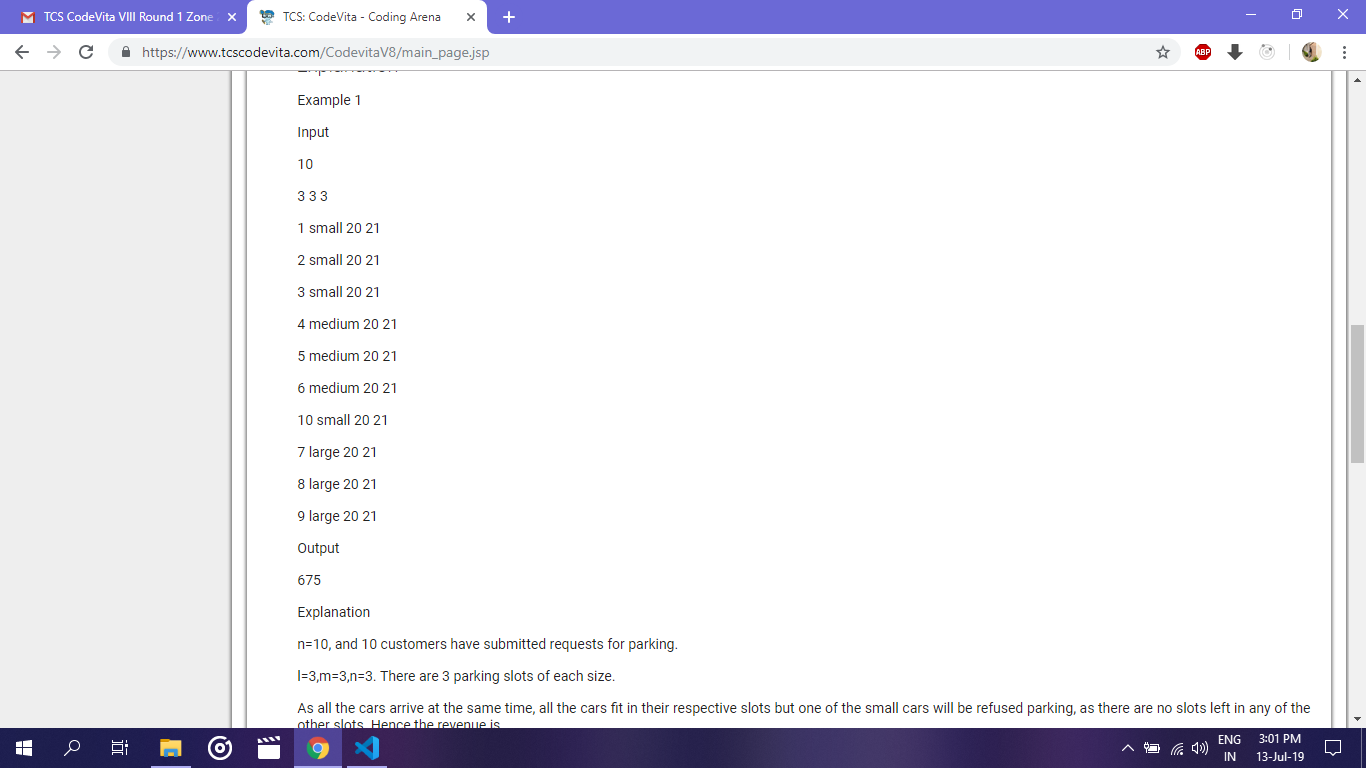 TCS CodeVita VIII Round 1 Zone
TCS: CodeVita - Coding Arena
https://www.tcscodevita.com/CodevitaV8/main_page.jsp
ABP
Example 1
Input
10
3 3 3
1 small 20 21
2 small 20 21
3 small 20 21
4 medium 20 21
5 medium 20 21
6 medium 20 21
10 small 20 21
7 large 20 21
8 large 20 21
9 large 20 21
Output
675
Explanation
n=10, and 10 customers have submitted requests for parking.
l=3,m=3,n=3. There are 3 parking slots of each size.
As all the cars arrive at the same time, all the cars fit in their respective slots but one of the small cars will be refused parking, as there are no slots left in any of the
other slots. Hence the revenue is
ENG
IN
3:01 PM
13-Jul-19